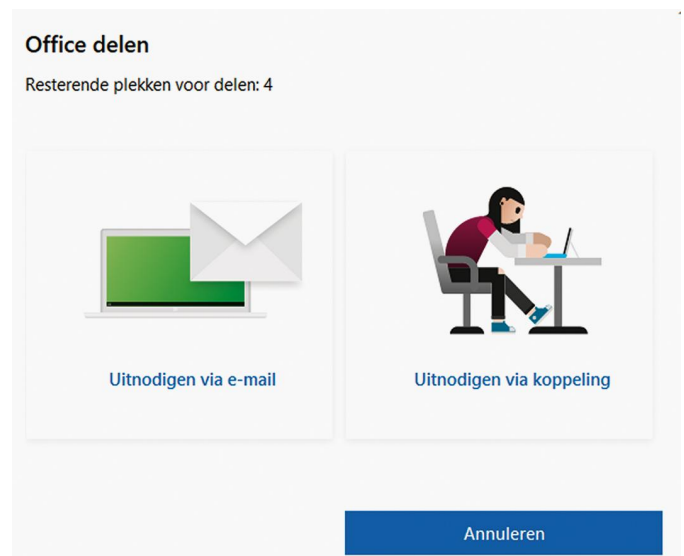 Office delen
Resterende plekken voor delen: 4
Uitnodigen via e-mail
Uitnodigen via koppeling
Annuleren